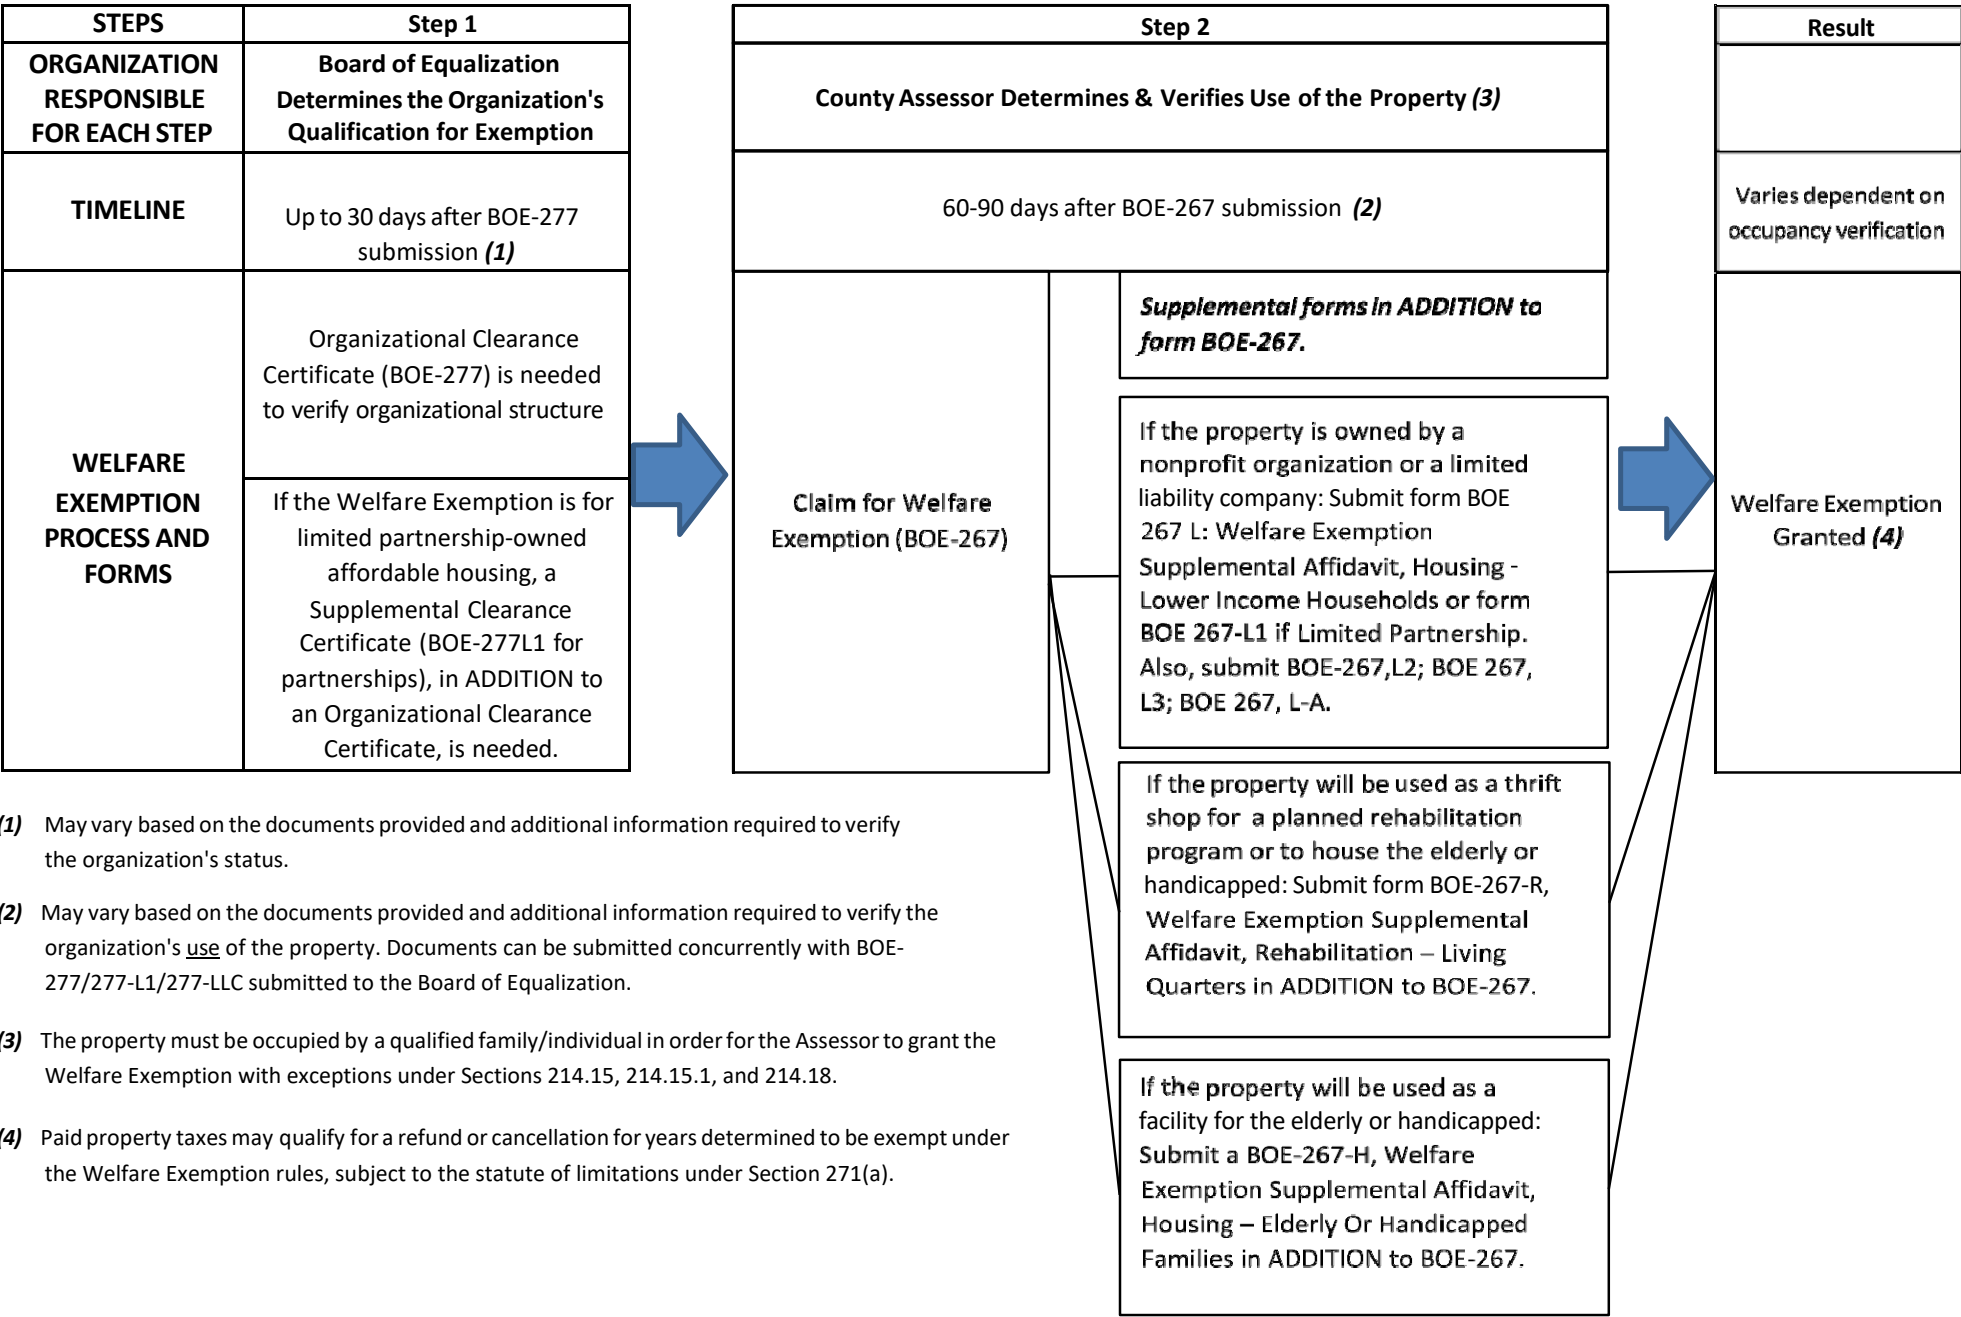 STEPS
Step 1
ORGANIZATION
RESPONSIBLE
FOR EACH STEP
Board of Equalization
Determines the Organization's
Qualification for Exemption
TIMELINE
Up to 30 days after BOE-277
submission (1)
WELFARE
EXEMPTION
PROCESS AND
FORMS
Organizational Clearance
Certificate (BOE-277) is needed
to verify organizational structure
If the Welfare Exemption is for
limited partnership-owned
affordable housing, a
Supplemental Clearance
Certificate (BOE-277L1 for
partnerships), in ADDITION to
an Organizational Clearance
Certificate, is needed.
Step 2
County Assessor Determines & Verifies Use of the Property (3)
60-90 days after BOE-267 submission (2)
Claim for Welfare
Exemption (BOE-267)
Supplemental forms in ADDITION to
form BOE-267.
If the property is owned by a
nonprofit organization or a limited
liability company: Submit form BOE
267 L: Welfare Exemption
Supplemental Affidavit, Housing -
Lower Income Households or form
BOE 267-L1 if Limited Partnership.
Also, submit BOE-267,L2; BOE 267,
L3; BOE 267, L-A.
If the property will be used as a thrift
shop for a planned rehabilitation
program or to house the elderly or
handicapped: Submit form BOE-267-R,
Welfare Exemption Supplemental
Affidavit, Rehabilitation – Living
Quarters in ADDITION to BOE-267.
If the property will be used as a
facility for the elderly or handicapped:
Submit a BOE-267-H, Welfare
Exemption Supplemental Affidavit,
Housing – Elderly Or Handicapped
Families in ADDITION to BOE-267.
Result
Varies dependent on
occupancy verification
Welfare Exemption
Granted (4)
(1) May vary based on the documents provided and additional information required to verify
the organization's status.
(2) May vary based on the documents provided and additional information required to verify the
organization's use of the property. Documents can be submitted concurrently with BOE-
277/277-L1/277-LLC submitted to the Board of Equalization.
(3) The property must be occupied by a qualified family/individual in order for the Assessor to grant the
Welfare Exemption with exceptions under Sections 214.15, 214.15.1, and 214.18.
(4) Paid property taxes may qualify for a refund or cancellation for years determined to be exempt under
the Welfare Exemption rules, subject to the statute of limitations under Section 271(a).